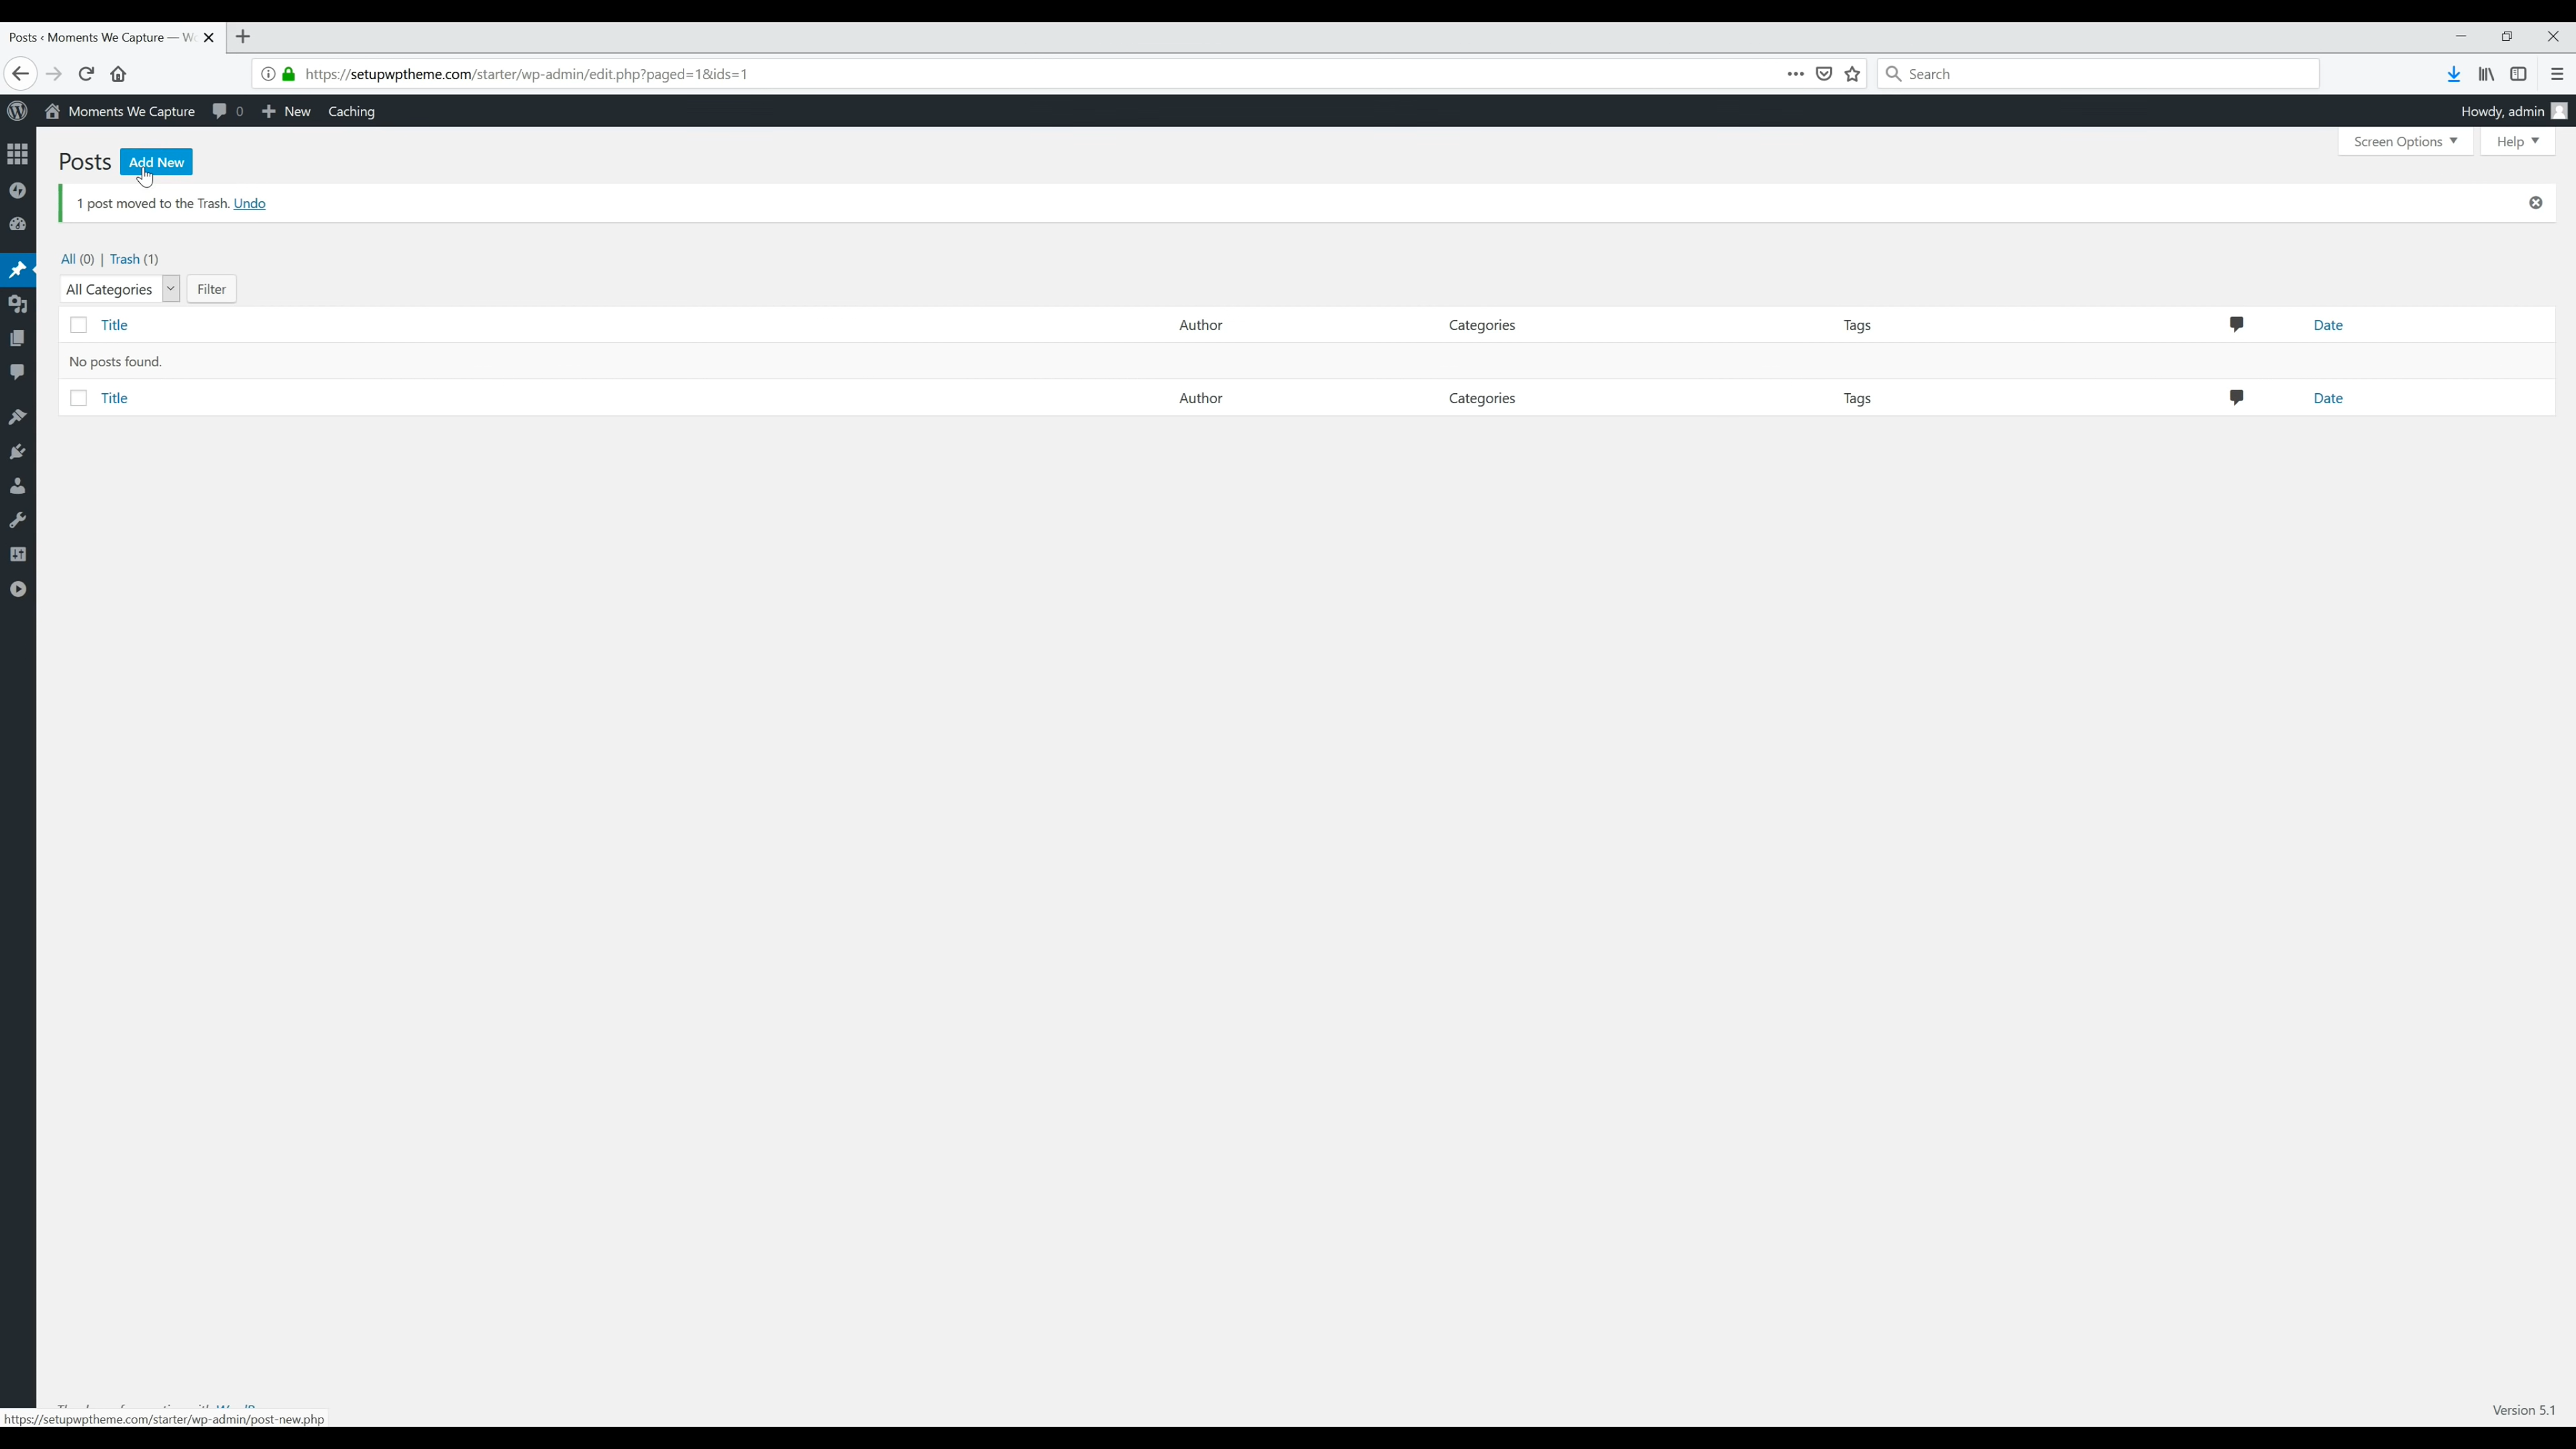 Posts ‹ Moments We Capture — W
https://setupwptheme.com/starter/wp-admin/edit.php?paged=1&ids=1
Search
Moments We Capture 0 New Caching Howdy, admin
Screen Options Help
Posts Add New
1 post moved to the Trash. Undo
All (0) | Trash (1)
All Categories Filter
Title Author Categories Tags Date
No posts found.
Title Author Categories Tags Date
https://setupwptheme.com/starter/wp-admin/post-new.php
Version 5.1